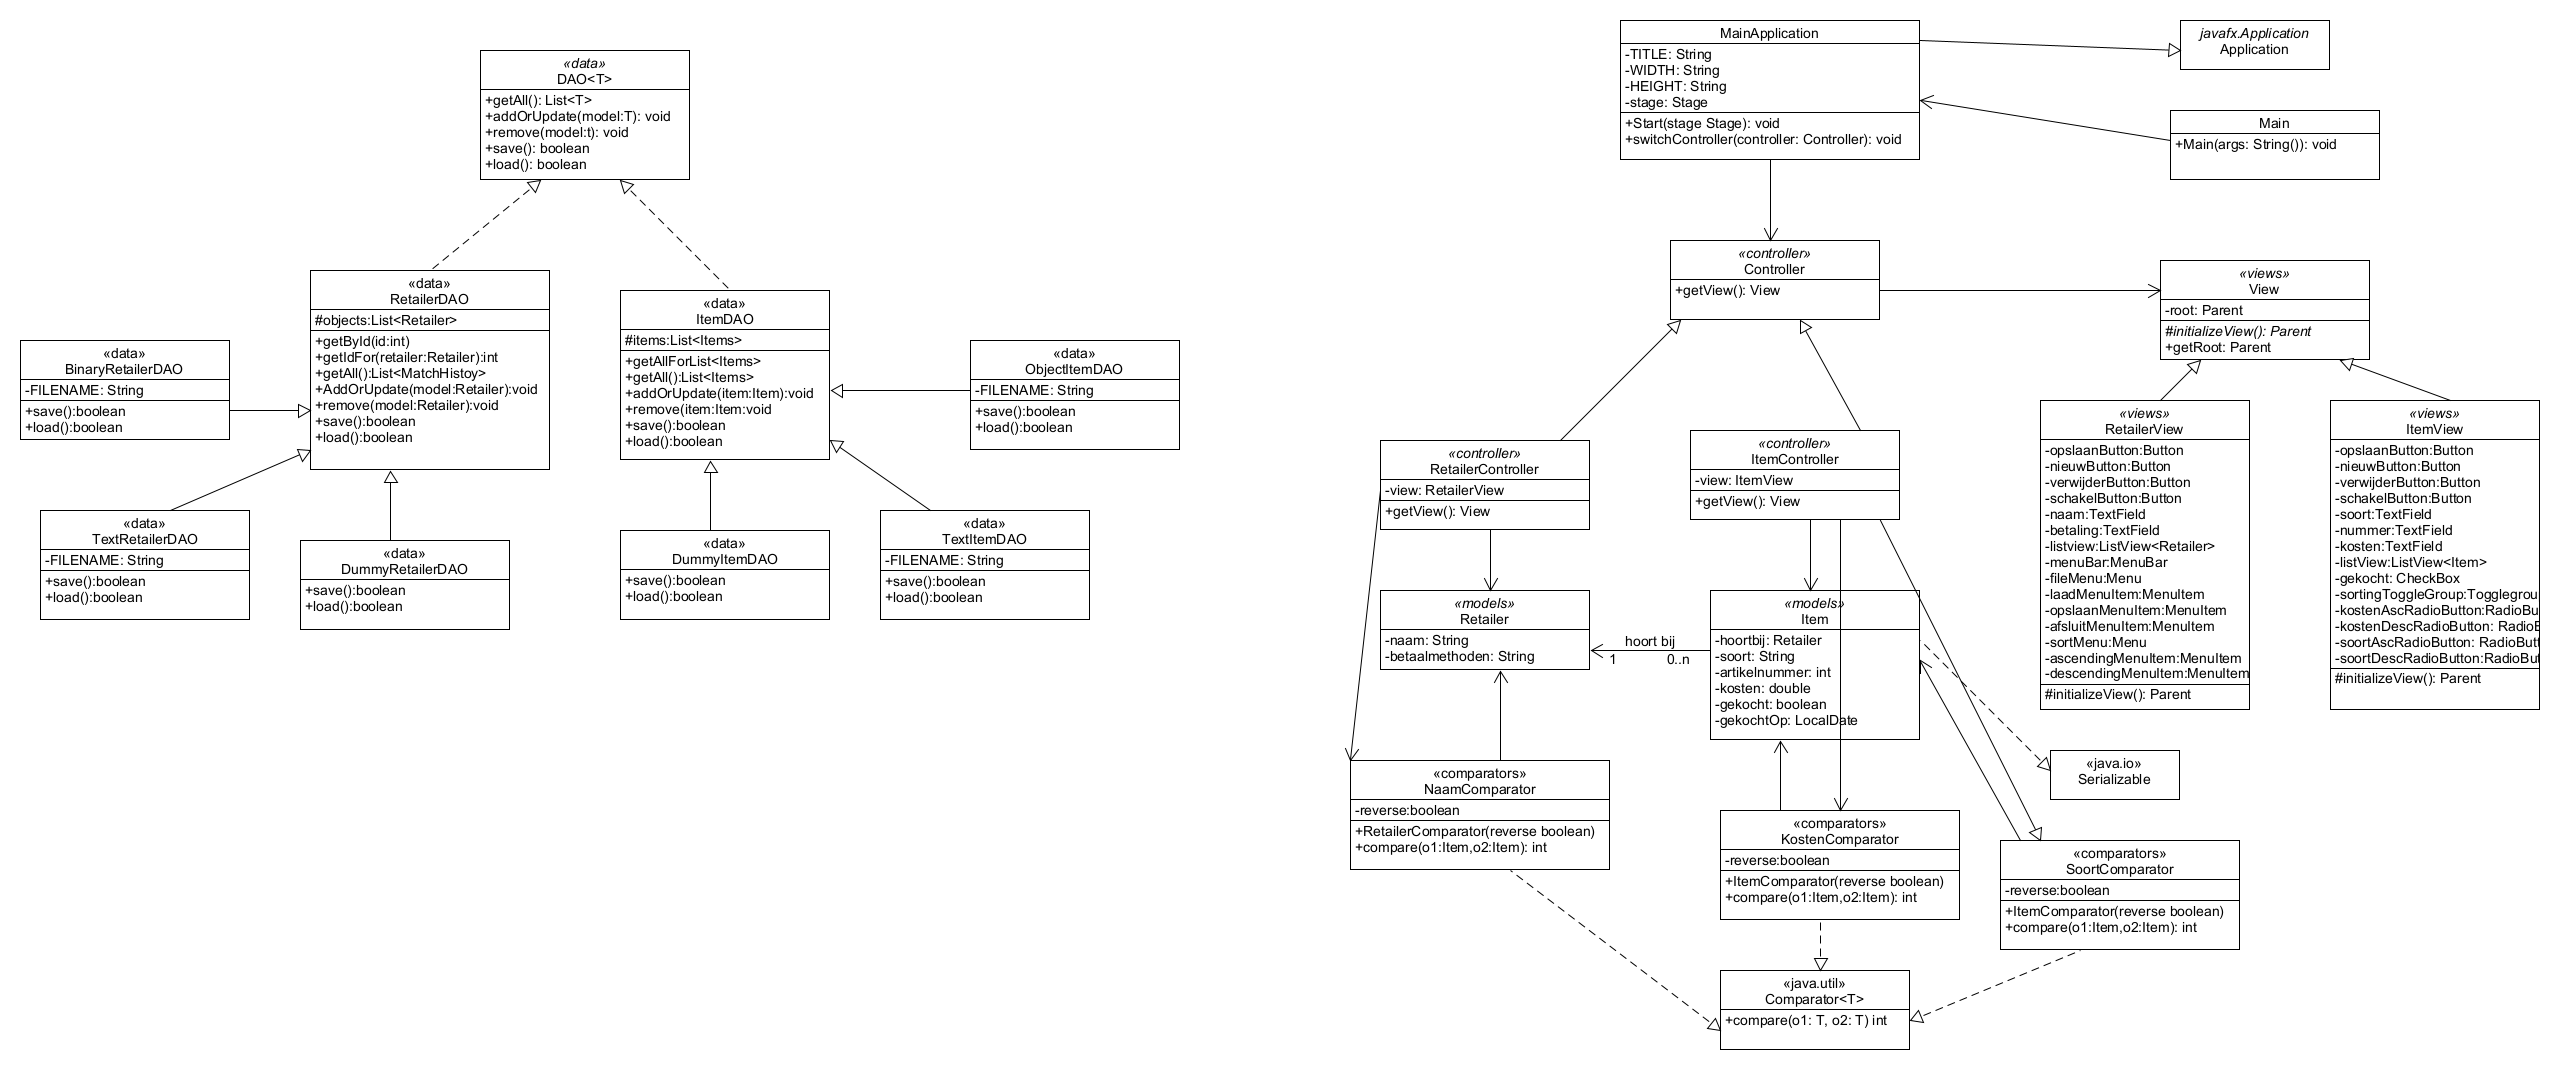 «data»
DAO<T>
+getAll(): List<T>
+addOrUpdate(model:T): void
+remove(model:t): void
+save(): boolean
+load(): boolean
«data»
RetailerDAO
#objects:List<Retailer>
+getById(id:int)
+getIdFor(retailer:Retailer):int
+getAll():List<MatchHistoy>
+AddOrUpdate(model:Retailer):void
+remove(model:Retailer):void
+save():boolean
+load():boolean
«data»
ItemDAO
#items:List<Items>
+getAllForList<Items>
+getAll():List<Items>
+addOrUpdate(item:Item):void
+remove(item:Item:void
+save():boolean
+load():boolean
«data»
BinaryRetailerDAO
-FILENAME: String
+save():boolean
+load():boolean
«data»
ObjectItemDAO
-FILENAME: String
+save():boolean
+load():boolean
«data»
TextRetailerDAO
-FILENAME: String
+save():boolean
+load():boolean
«data»
DummyRetailerDAO
+save():boolean
+load():boolean
«data»
DummyItemDAO
+save():boolean
+load():boolean
«data»
TextItemDAO
-FILENAME: String
+save():boolean
+load():boolean
MainApplication
-TITLE: String
-WIDTH: String
-HEIGHT: String
-stage: Stage
+Start(stage Stage): void
+switchController(controller: Controller): void
javafx.Application
Application
Main
+Main(args: String()): void
«controller»
Controller
+getView(): View
«views»
View
-root: Parent
#initializeView(): Parent
+getRoot: Parent
«controller»
RetailerController
-view: RetailerView
+getView(): View
«controller»
ItemController
-view: ItemView
+getView(): View
«views»
RetailerView
-opslaanButton:Button
-nieuwButton:Button
-verwijderButton:Button
-schakelButton:Button
-naam:TextField
-betaling:TextField
-listview:ListView<Retailer>
-menuBar:MenuBar
-fileMenu:Menu
-laadMenuItem:MenuItem
-opslaanMenuItem:MenuItem
-afsluitMenuItem:MenuItem
-sortMenu:Menu
-ascendingMenuItem:MenuItem
-descendingMenuItem:MenuItem
#initializeView(): Parent
«views»
ItemView
-opslaanButton:Button
-nieuwButton:Button
-verwijderButton:Button
-schakelButton:Button
-soort:TextField
-nummer:TextField
-kosten:TextField
-listView:ListView<Item>
-gekocht: CheckBox
-sortingToggleGroup:Togglegrou
-kostenAscRadioButton:RadioBu
-kostenDescRadioButton: RadioB
-soortAscRadioButton: RadioButt
-soortDescRadioButton:RadioBut
#initializeView(): Parent
«models»
Retailer
-naam: String
-betaalmethoden: String
hoort bij
1
0..n
«models»
Item
-hoortbij: Retailer
-soort: String
-artikelnummer: int
-kosten: double
-gekocht: boolean
-gekochtOp: LocalDate
«java.io»
Serializable
«comparators»
NaamComparator
-reverse:boolean
+RetailerComparator(reverse boolean)
+compare(o1:Item,o2:Item): int
«comparators»
KostenComparator
-reverse:boolean
+ItemComparator(reverse boolean)
+compare(o1:Item,o2:Item): int
«comparators»
SoortComparator
-reverse:boolean
+ItemComparator(reverse boolean)
+compare(o1:Item,o2:Item): int
«java.util»
Comparator<T>
+compare(o1: T, o2: T) int